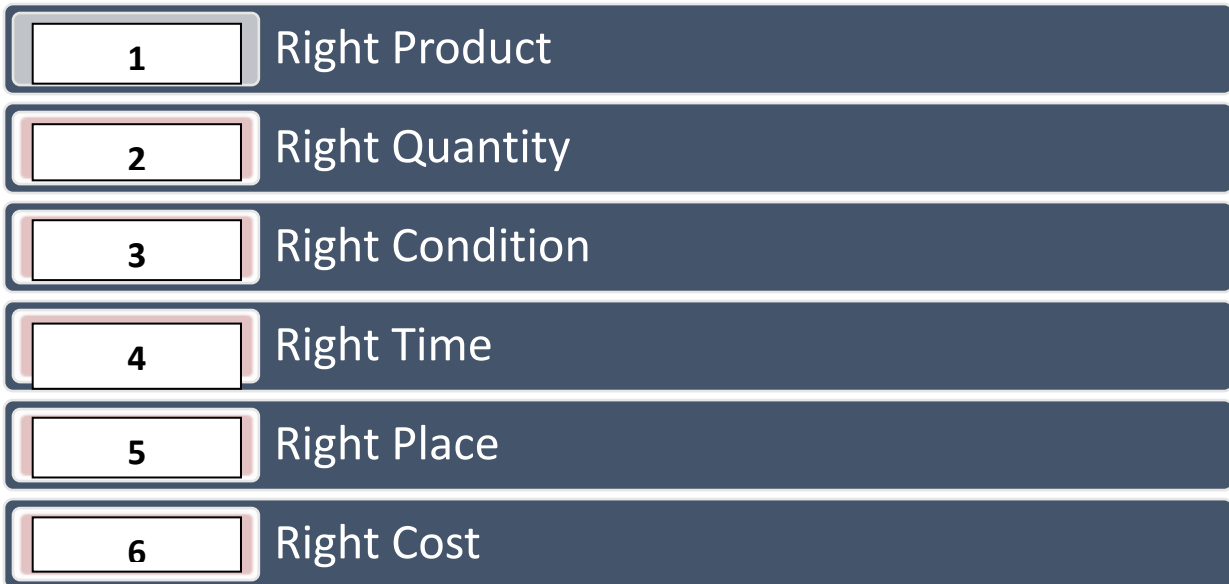 1 Right Product
2 Right Quantity
3 Right Condition
4 Right Time
5 Right Place
6 Right Cost